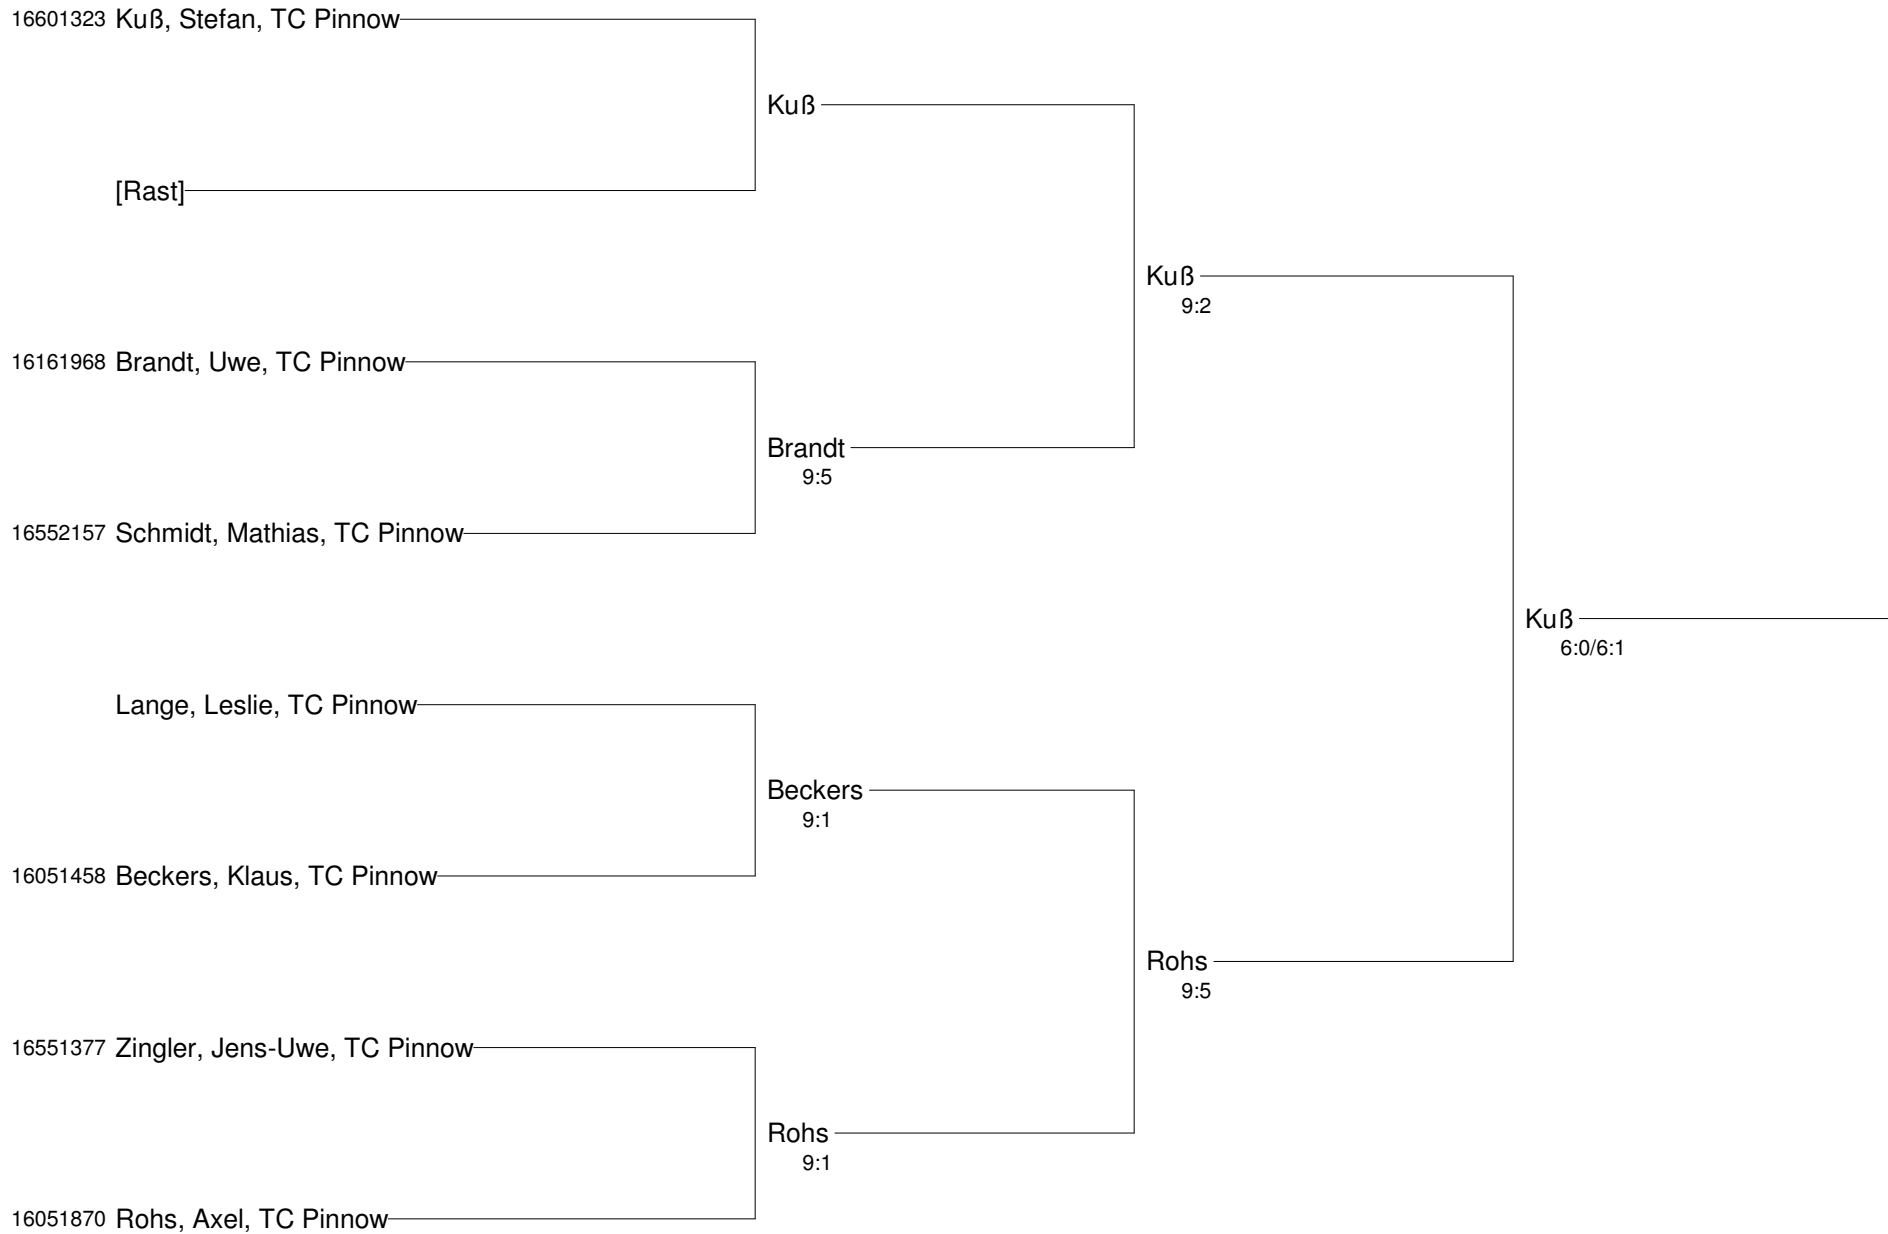 16601323 Kuß, Stefan, TC Pinnow
Kuß
[Rast]
Kuß
9:2
16161968 Brandt, Uwe, TC Pinnow
Brandt
9:5
16552157 Schmidt, Mathias, TC Pinnow
Kuß
6:0/6:1
Lange, Leslie, TC Pinnow
Beckers
9:1
16051458 Beckers, Klaus, TC Pinnow
Rohs
9:5
16551377 Zingler, Jens-Uwe, TC Pinnow
Rohs
9:1
16051870 Rohs, Axel, TC Pinnow